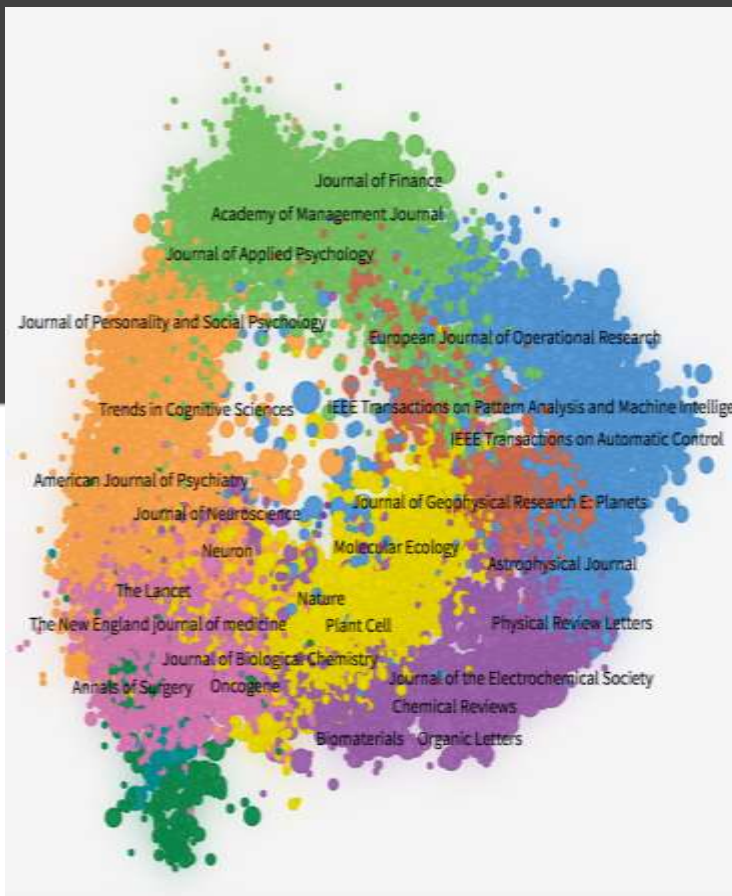 Journal of Finance
Academy of Management Journal
Journal of Applied Psychology
Journal of Personality and Social Psychology
European Journal of Operational Research
Trends in Cognitive Sciences
IEEE Transactions on Pattern Analysis and Machine Intellige
IEEE Transactions on Automatic Control
American Journal of Psychiatry
Journal of Geophysical Research E: Planets
Journal of Neuroscience
Neuron
Molecular Ecology
Astrophysical Journal
The Lancet
Nature
The New England journal of medicine
Plant Cell
Physical Review Letters
Journal of Biological Chemistry
Journal of the Electrochemical Society
Annals of Surgery
Oncogene
Chemical Reviews
Biomaterials
Organic Letters